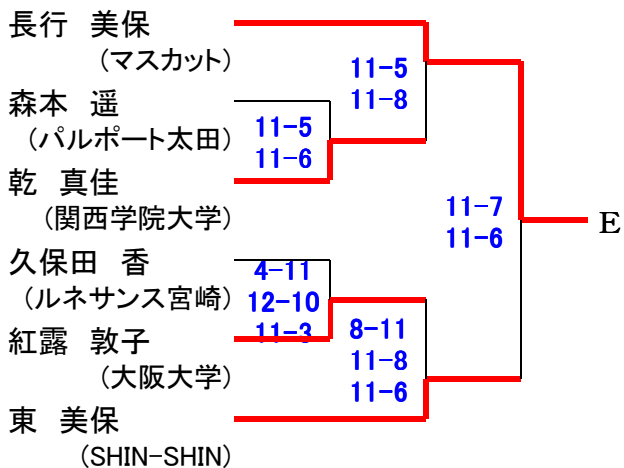 長行 美保
(マスカット)
11-5
11-8
森本 遥
(パルポート太田)
11-5
11-6
乾 真佳
(関西学院大学)
11-7
11-6
E
久保田 香
(ルネサンス宮崎)
4-11
12-10
11-3
紅露 敦子
(大阪大学)
8-11
11-8
11-6
東 美保
(SHIN-SHIN)